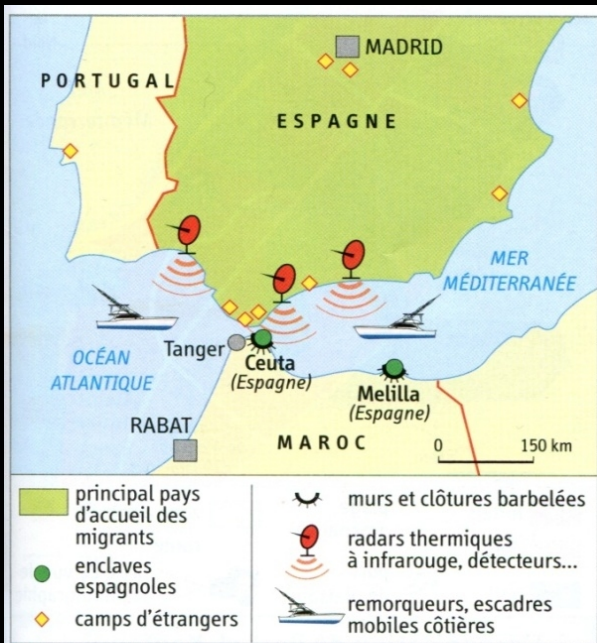 MADRID
PORTUGAL
ESPAGNE
MER
MÉDITERRANÉE
OCÉAN
ATLANTIQUE
Tanger
Ceuta
(Espagne)
Melilla
(Espagne)
RABAT
MAROC
0 150 km
principal pays
d'accueil des
migrants
enclaves
espagnoles
camps d'étrangers
murs et clôtures barbelées
radars thermiques
à infrarouge, détecteurs...
remorqueurs, escadres
mobiles côtières